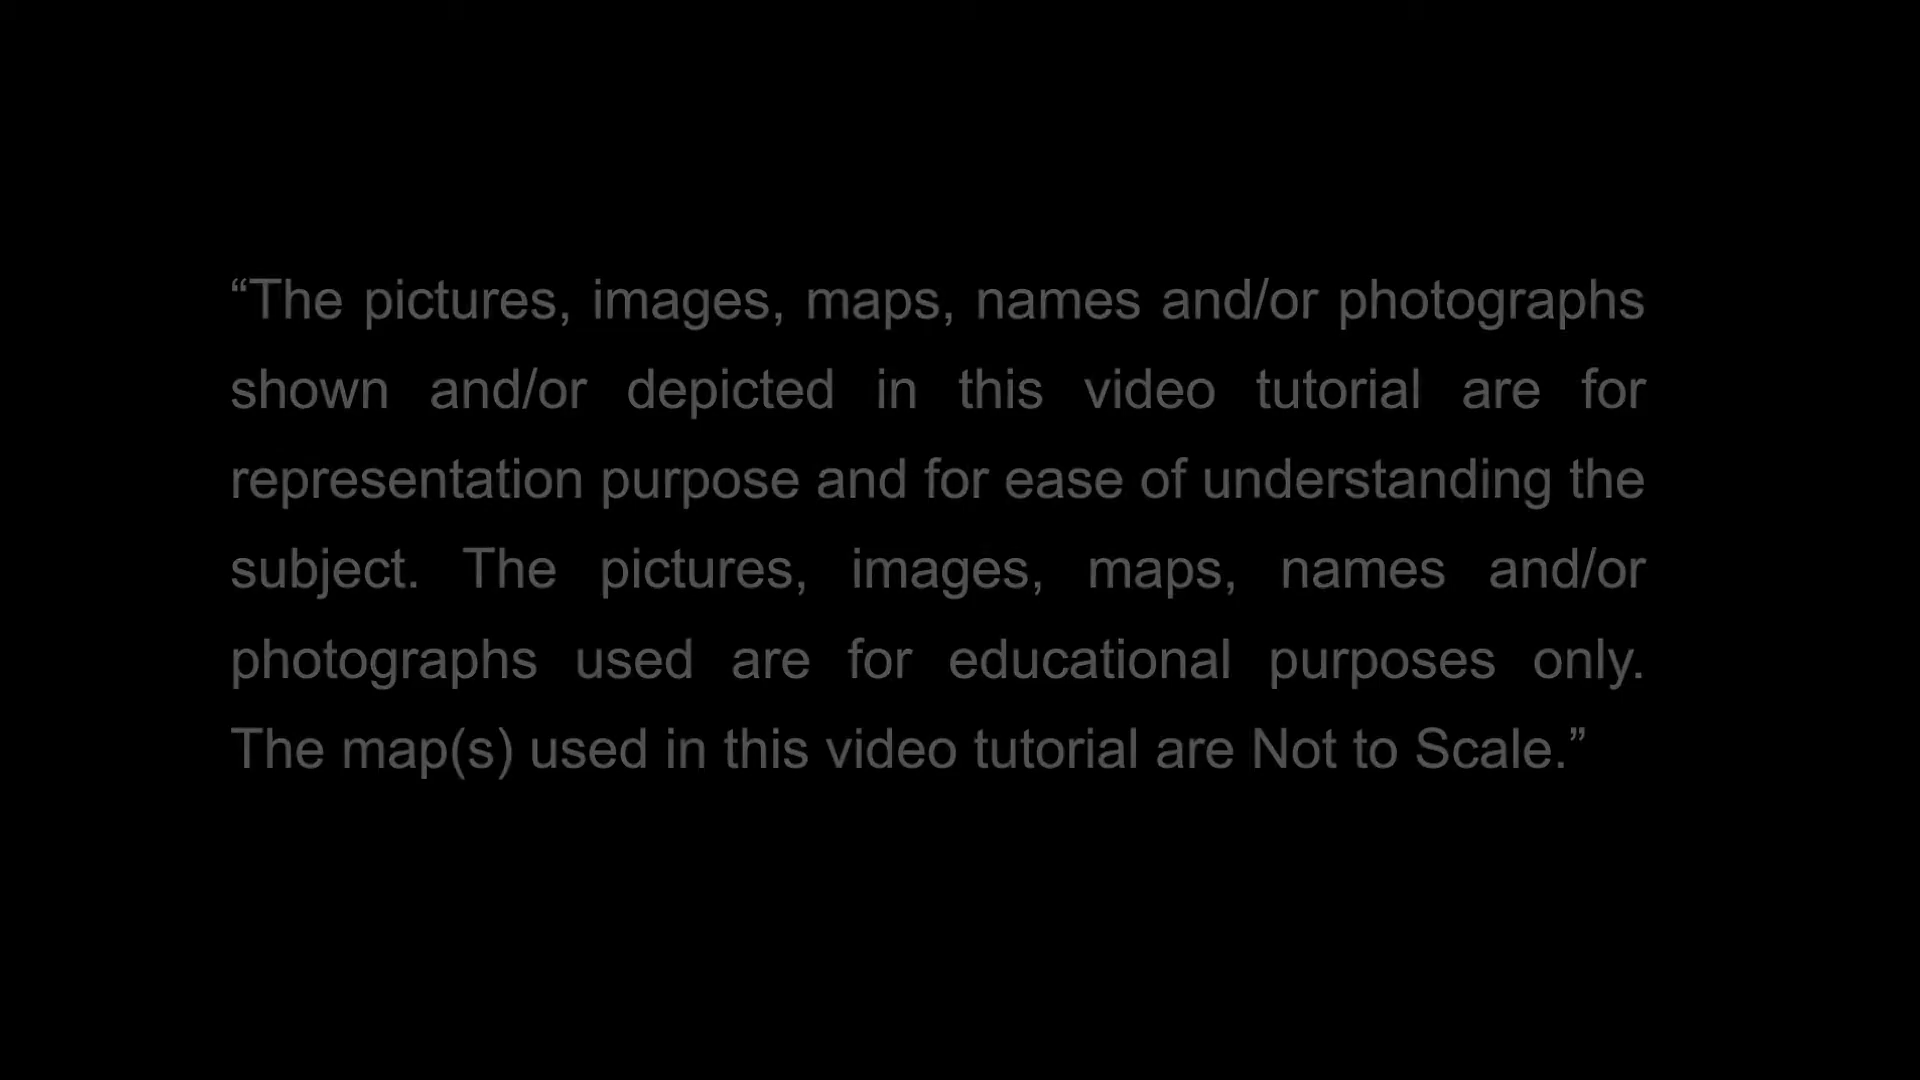 “The pictures, images, maps, names and/or photographs
shown and/or depicted in this video tutorial are for
representation purpose and for ease of understanding the
subject. The pictures, images, maps, names and/or
photographs used are for educational purposes only.
The map(s) used in this video tutorial are Not to Scale.”